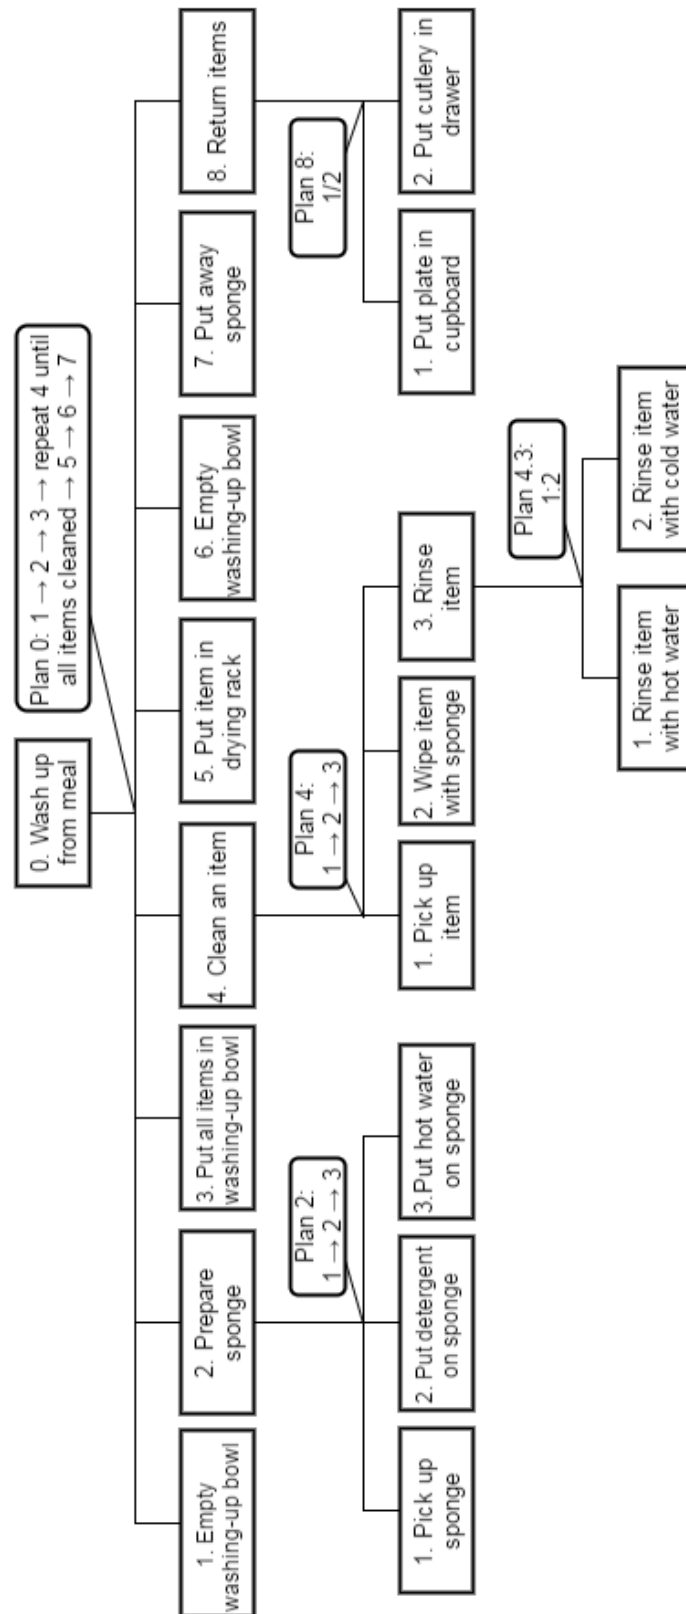 0. Wash up
from meal
Plan 0: 1 → 2 → 3 → repeat 4 until
all items cleaned → 5 → 6 → 7
1. Empty
washing-up bowl
2. Prepare
sponge
3. Put all items in
washing-up bowl
4. Clean an item
5. Put item in
drying rack
6. Empty
washing-up bowl
7. Put away
sponge
8. Return items
Plan 2:
1 → 2 → 3
Plan 4:
1 → 2 → 3
Plan 8:
1/2
1. Pick up
sponge
2. Put detergent
on sponge
3.Put hot water
on sponge
1. Pick up
item
2. Wipe item
with sponge
3. Rinse
item
1. Put plate in
cupboard
2. Put cutlery in
drawer
Plan 4.3:
1:2
1. Rinse item
with hot water
2. Rinse item
with cold water